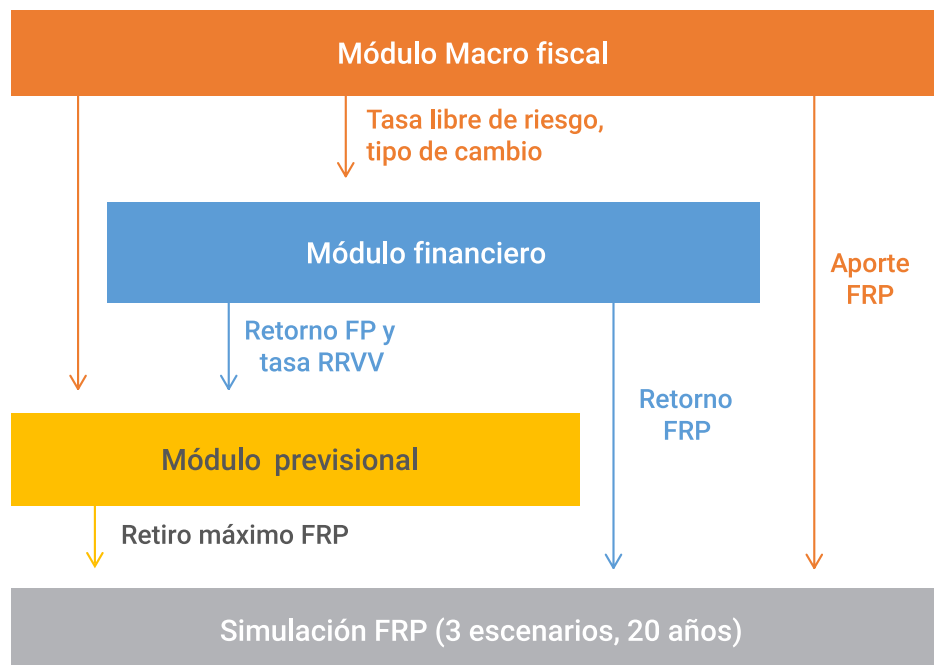 Módulo Macro fiscal
Tasa libre de riesgo,
tipo de cambio
Módulo financiero
Aporte
FRP
Retorno FP y
tasa RRVV
Retorno
FRP
Módulo previsional
Retiro máximo FRP
Simulación FRP (3 escenarios, 20 años)